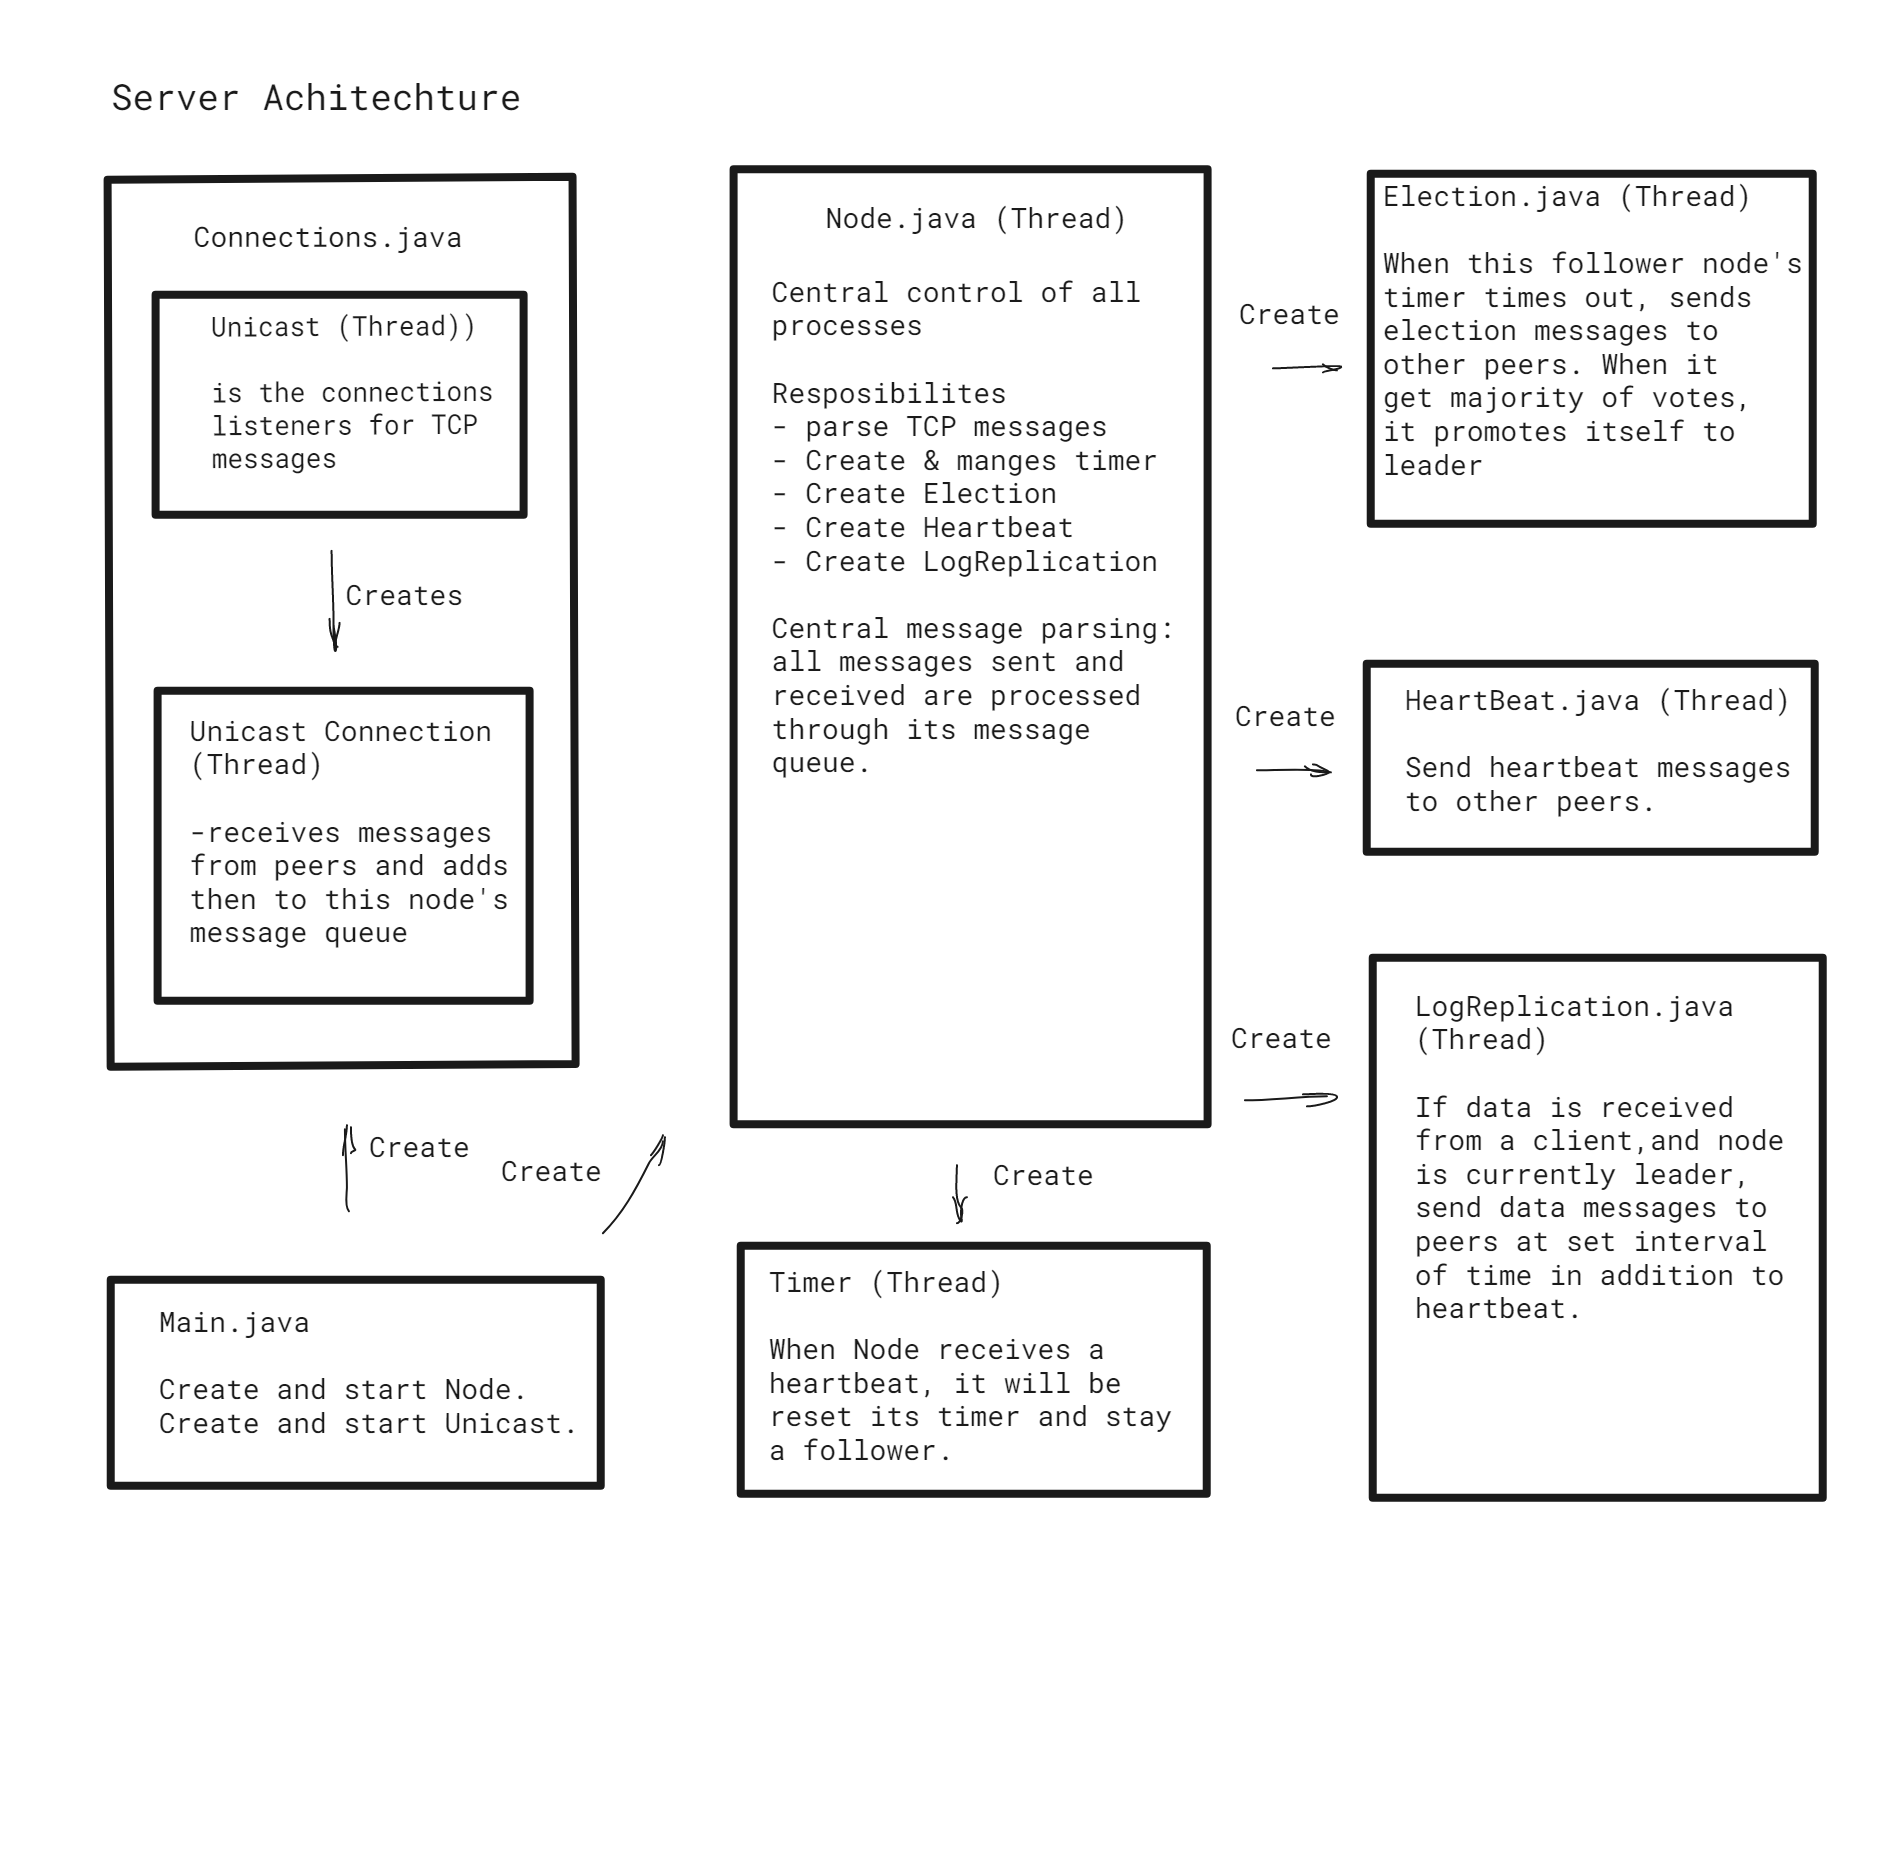 Server Achitechture
Connections.java
Unicast (Thread))
is the connections
listeners for TCP
messages
Creates
Unicast Connection
(Thread)
-receives messages
from peers and adds
then to this node's
message queue
Create
Create
Main.java
Create and start Node.
Create and start Unicast.
Node.java (Thread)
Central control of all
processes
Resposibilites
- parse TCP messages
- Create & manges timer
- Create Election
- Create Heartbeat
- Create LogReplication
Central message parsing:
all messages sent and
received are processed
through its message
queue.
Create
Timer (Thread)
When Node receives a
heartbeat, it will be
reset its timer and stay
a follower.
Create
Election.java (Thread)
When this follower node's
timer times out, sends
election messages to
other peers. When it
get majority of votes,
it promotes itself to
leader
Create
HeartBeat.java (Thread)
Send heartbeat messages
to other peers.
Create
LogReplication.java
(Thread)
If data is received
from a client,and node
is currently leader,
send data messages to
peers at set interval
of time in addition to
heartbeat.